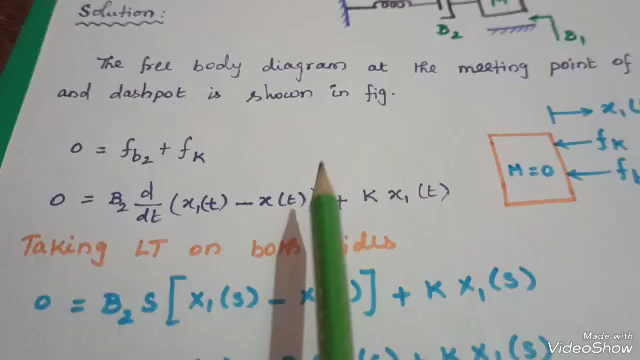 Solution:
M
B2
B1
The free body diagram at the meeting point of
and dashpot is shown in fig.
x1(
0 = fb2 + fK
fK
M=0
fb
0 = B2 d/dt (x1(t) - x(t) + K x1(t)
Taking LT on both sides
0 = B2 S[X1(S) - X )] + K X1(S)
Made with
VideoShow